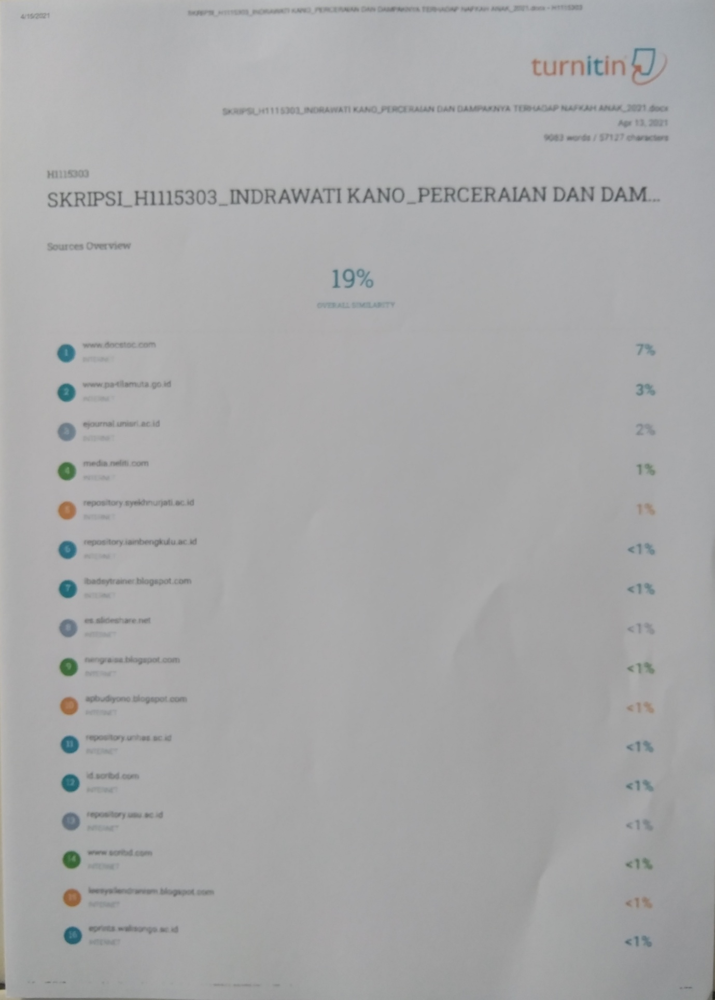 4/15/2021
SKRIPSI_H1115303_INDRAWATI KANO_PERCERAIAN DAN DAMPAKNYA TERHADAP NAFKAH ANAK_2021.docx - H1115303
turnitin
SKRIPSI_H1115303_INDRAWATI KANO_PERCERAIAN DAN DAMPAKNYA TERHADAP NAFKAH ANAK_2021.docx
Apr 13, 2021
9083 words / 57127 characters
H1115303
SKRIPSI_H1115303_INDRAWATI KANO_PERCERAIAN DAN DAM...
Sources Overview
19%
OVERALL SIMILARITY
1 www.docstoc.com 7%
INTERNET
2 www.pa-tilamuta.go.id 3%
INTERNET
3 ejournal.unisri.ac.id 2%
INTERNET
4 media.neliti.com 1%
INTERNET
5 repository.syekhnurjati.ac.id 1%
INTERNET
6 repository.iainbengkulu.ac.id <1%
INTERNET
7 ibadsytrainer.blogspot.com <1%
INTERNET
8 es.slideshare.net <1%
INTERNET
9 nengraisa.blogspot.com <1%
INTERNET
10 apbudiyono.blogspot.com <1%
INTERNET
11 repository.unhas.ac.id <1%
INTERNET
12 id.scribd.com <1%
INTERNET
13 repository.usu.ac.id <1%
INTERNET
14 www.scribd.com <1%
INTERNET
15 <1%
INTERNET
16 eprints.walisongo.ac.id <1%
INTERNET